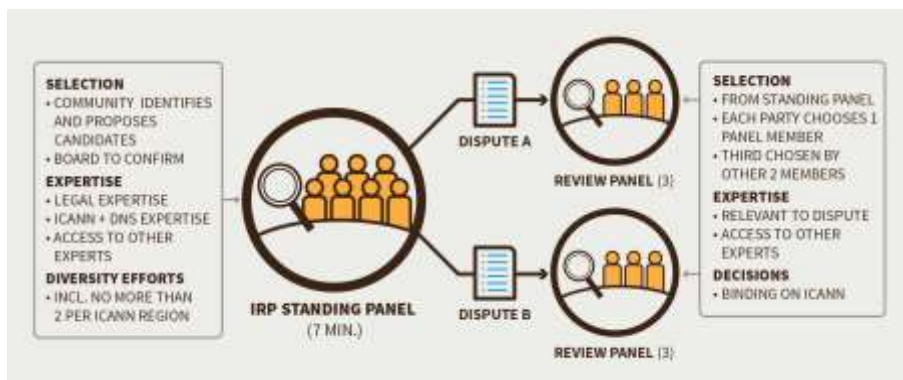 SELECTION
• COMMUNITY IDENTIFIES
AND PROPOSES
CANDIDATES
• BOARD TO CONFIRM
EXPERTISE
• LEGAL EXPERTISE
• ICANN + DNS EXPERTISE
• ACCESS TO OTHER
EXPERTS
DIVERSITY EFFORTS
• INCL. NO MORE THAN
2 PER ICANN REGION
IRP STANDING PANEL
(7 MIN.)
DISPUTE A
REVIEW PANEL (3)
DISPUTE B
REVIEW PANEL (3)
SELECTION
• FROM STANDING PANEL
• EACH PARTY CHOOSES 1
PANEL MEMBER
• THIRD CHOSEN BY
OTHER 2 MEMBERS
EXPERTISE
• RELEVANT TO DISPUTE
• ACCESS TO OTHER
EXPERTS
DECISIONS
• BINDING ON ICANN